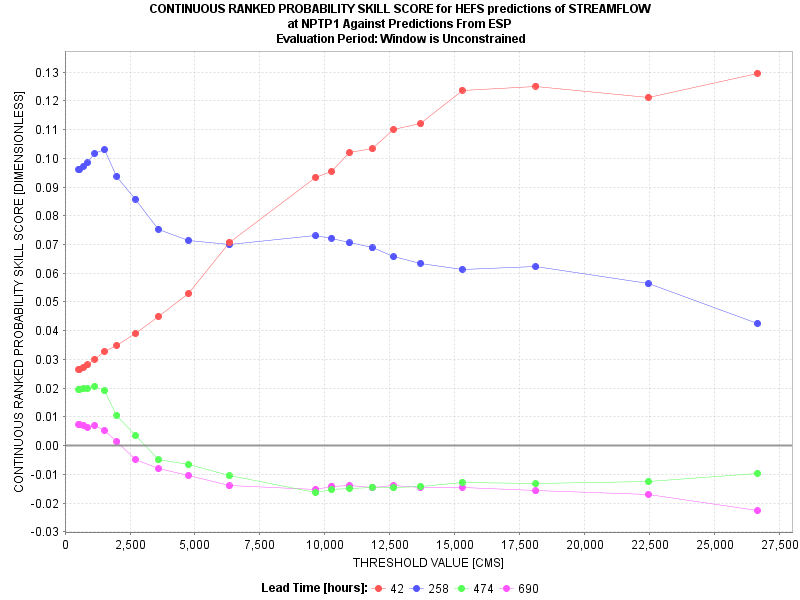 CONTINUOUS RANKED PROBABILITY SKILL SCORE for HEFS predictions of STREAMFLOW
at NPTP1 Against Predictions From ESP
Evaluation Period: Window is Unconstrained
CONTINUOUS RANKED PROBABILITY SKILL SCORE [DIMENSIONLESS]
0.13
0.12
0.11
0.10
0.09
0.08
0.07
0.06
0.05
0.04
0.03
0.02
0.01
0.00
-0.01
-0.02
-0.03
0 2,500 5,000 7,500 10,000 12,500 15,000 17,500 20,000 22,500 25,000 27,500
THRESHOLD VALUE [CMS]
Lead Time [hours]: 42 258 474 690